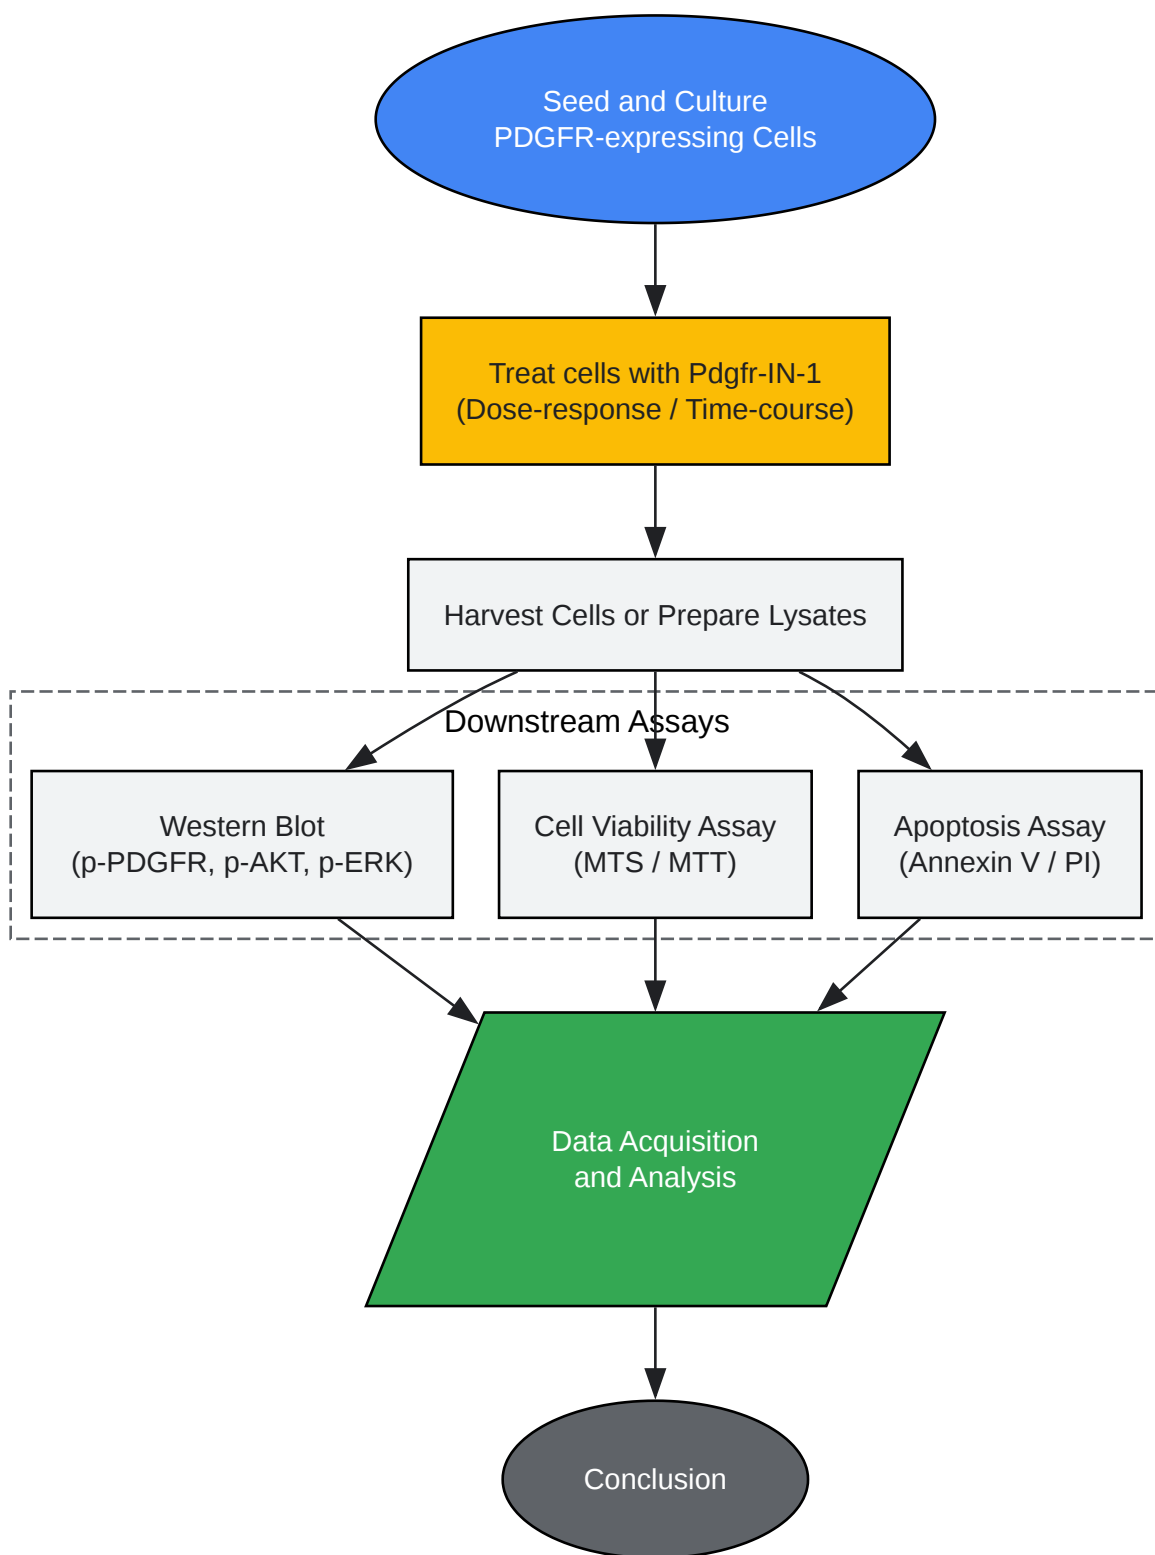 Seed and Culture
PDGFR-expressing Cells
Treat cells with Pdgfr-IN-1
(Dose-response / Time-course)
Harvest Cells or Prepare Lysates
Downstream Assays
Western Blot
(p-PDGFR, p-AKT, p-ERK)
Cell Viability Assay
(MTS / MTT)
Apoptosis Assay
(Annexin V / PI)
Data Acquisition
and Analysis
Conclusion